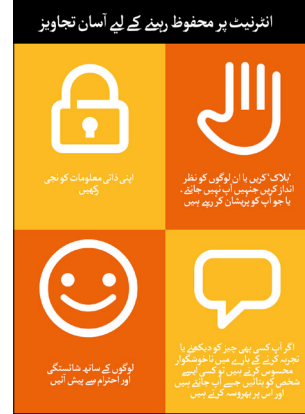 انٹرنیٹ پر محفوظ رہنے کے لیے آسان تجاویز
'بلاک' کریں یا ان لوگوں کو نظر
انداز کریں جنہیں آپ نہیں جانتے،
یا جو آپ کو پریشان کر رہے ہیں
اپنی ذاتی معلومات کو نجی
رکھیں
اگر آپ کسی بھی چیز کو دیکھنے یا
تجربہ کرنے کے بارے میں ناخوشگوار
محسوس کرتے ہیں تو کسی ایسے
شخص کو بتائیں جسے آپ جانتے ہیں
اور اس پر بھروسہ کرتے ہیں
لوگوں کے ساتھ شائستگی
اور احترام سے پیش آئیں